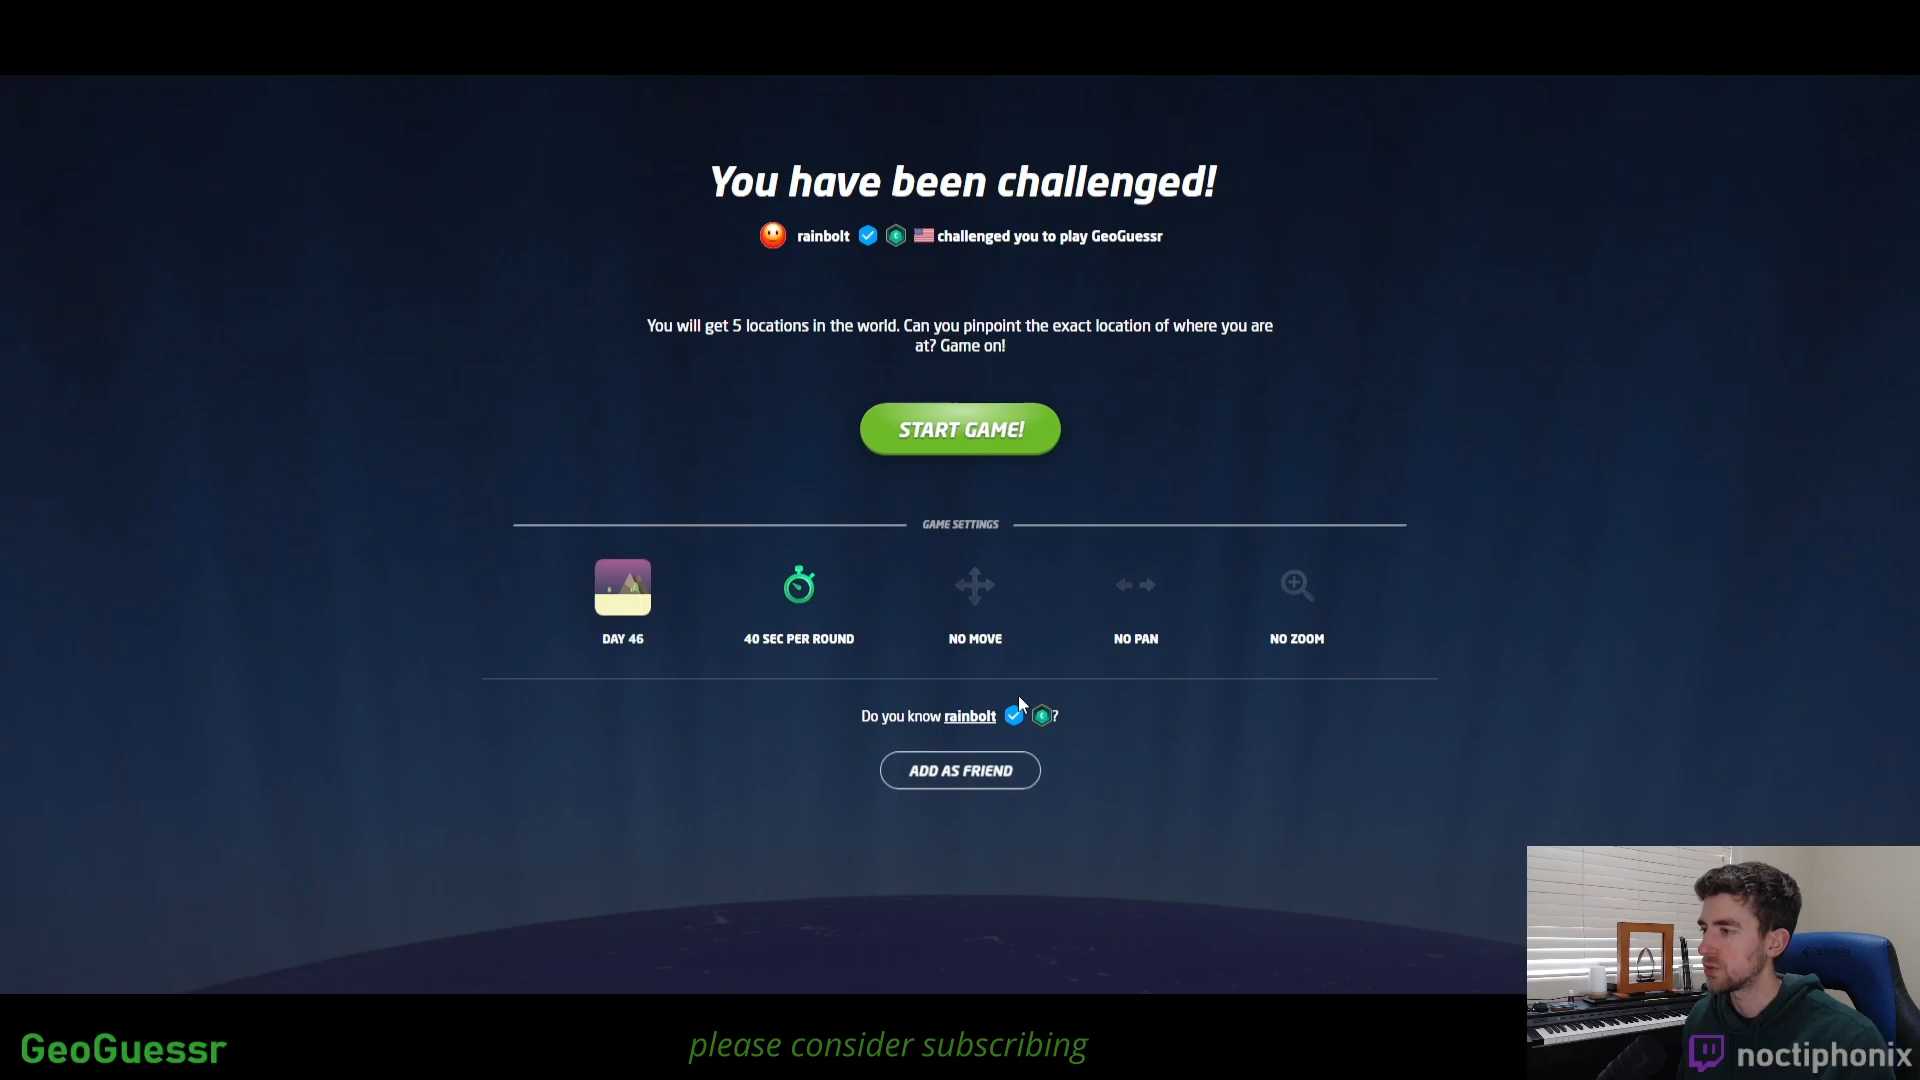 You have been challenged!
rainbolt challenged you to play GeoGuessr
You will get 5 locations in the world. Can you pinpoint the exact location of where you are
at? Game on!
START GAME!
GAME SETTINGS
DAY 46
40 SEC PER ROUND
NO MOVE
NO PAN
NO ZOOM
Do you know rainbolt ?
ADD AS FRIEND
GeoGuessr
please consider subscribing
noctiphonix